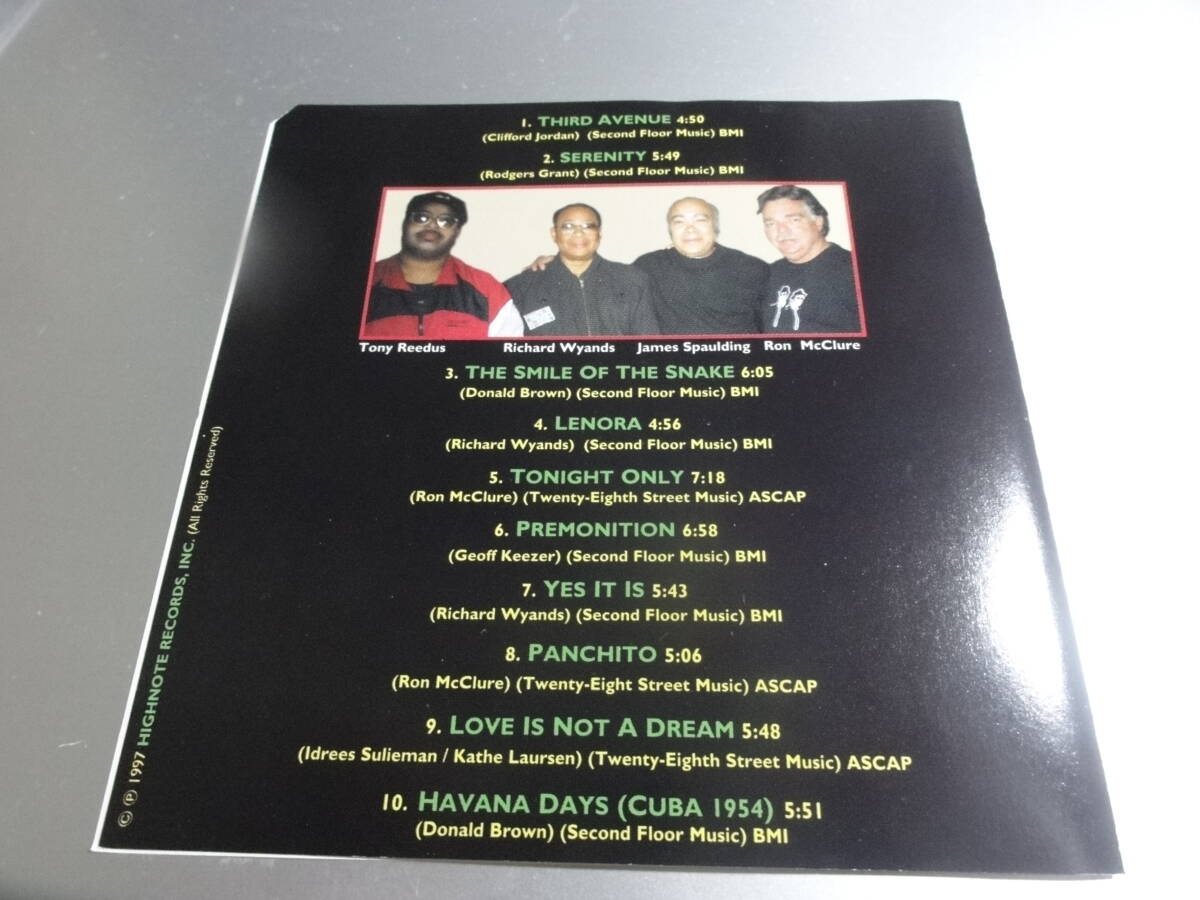 1. THIRD AVENUE 4:50
(Clifford Jordan) (Second Floor Music) BMI
2. SERENITY 5:49
(Rodgers Grant) (Second Floor Music) BMI
Tony Reedus Richard Wyands James Spaulding Ron McClure
3. THE SMILE OF THE SNAKE 6:05
(Donald Brown) (Second Floor Music) BMI
4. LENORA 4:56
(Richard Wyands) (Second Floor Music) BMI
5. TONIGHT ONLY 7:18
(Ron McClure) (Twenty-Eighth Street Music) ASCAP
6. PREMONITION 6:58
(Geoff Keezer) (Second Floor Music) BMI
7. YES IT IS 5:43
(Richard Wyands) (Second Floor Music) BMI
8. PANCHITO 5:06
(Ron McClure) (Twenty-Eight Street Music) ASCAP
9. LOVE IS NOT A DREAM 5:48
(Idrees Sulieman / Kathe Laursen) (Twenty-Eighth Street Music) ASCAP
10. HAVANA DAYS (CUBA 1954) 5:51
(Donald Brown) (Second Floor Music) BMI
© ℗ 1997 HIGHNOTE RECORDS, INC. (All Rights Reserved)